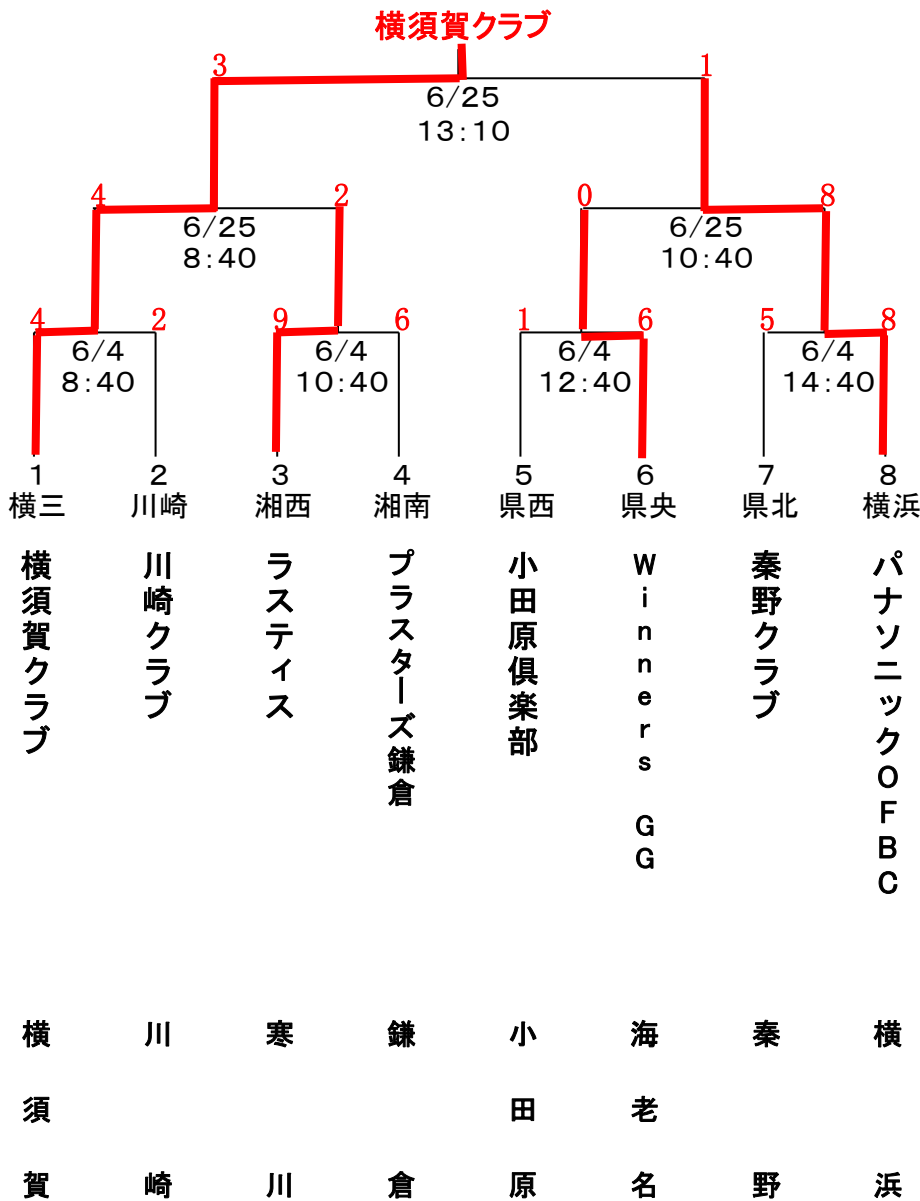 横須賀クラブ
3
1
6/25
13:10
4
2
0
8
6/25
8:40
6/25
10:40
4
2
9
6
1
6
5
8
6/4
8:40
6/4
10:40
6/4
12:40
6/4
14:40
1
2
3
4
5
6
7
8
横三
川崎
湘西
湘南
県西
県央
県北
横浜
横須賀クラブ
川崎クラブ
ラスティス
プラスターズ鎌倉
小田原倶楽部
Winners GG
秦野クラブ
パナソニックOFBC
横須賀
川崎
寒川
鎌倉
小田原
海老名
秦野
横浜